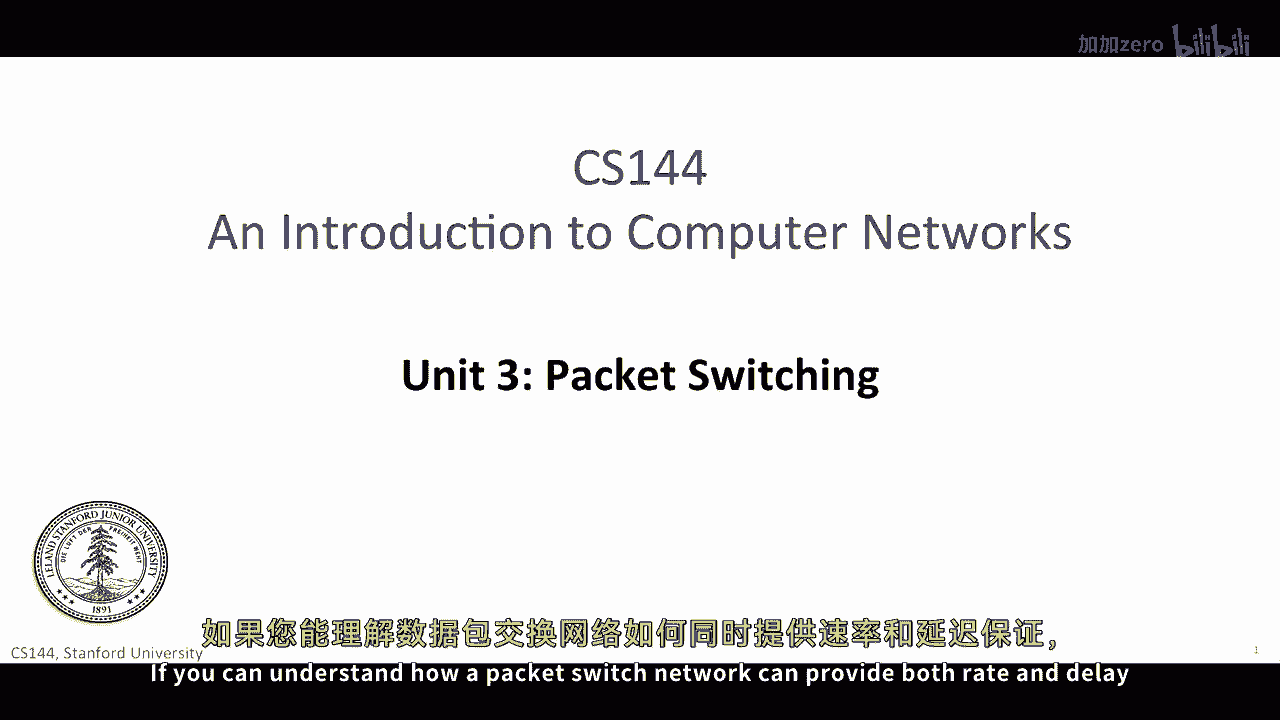 加加zero bilibili
CS144
An Introduction to Computer Networks
Unit 3: Packet Switching
LELAND STANFORD JUNIOR UNIVERSITY
DIE LUFT DER FREIHEIT WEHT
1891
如果您能理解数据包交换网络如何同时提供速率和延迟保证，
CS144, Stanford University
1
If you can understand how a packet switch network can provide both rate and delay